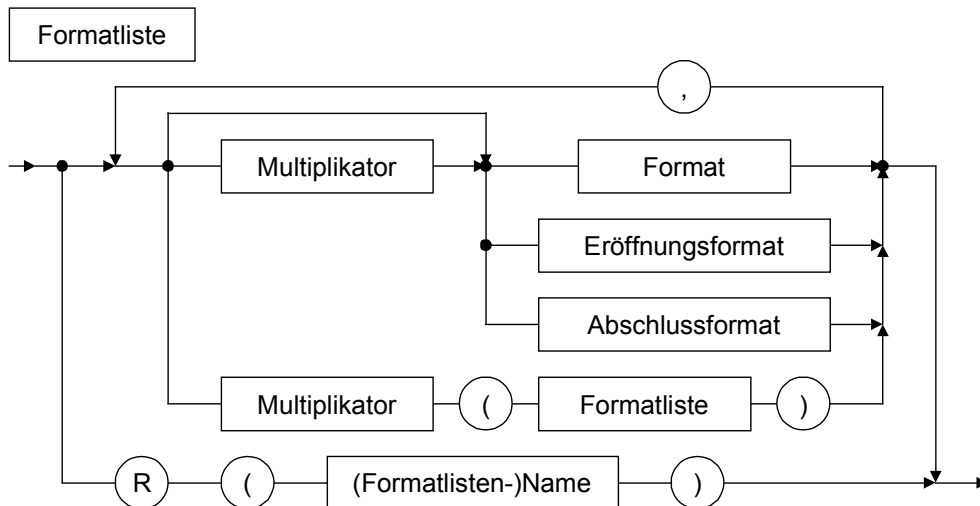 Formatliste
,
Multiplikator Format
Eröffnungsformat
Abschlussformat
Multiplikator ( Formatliste )
R ( (Formatlisten-)Name )